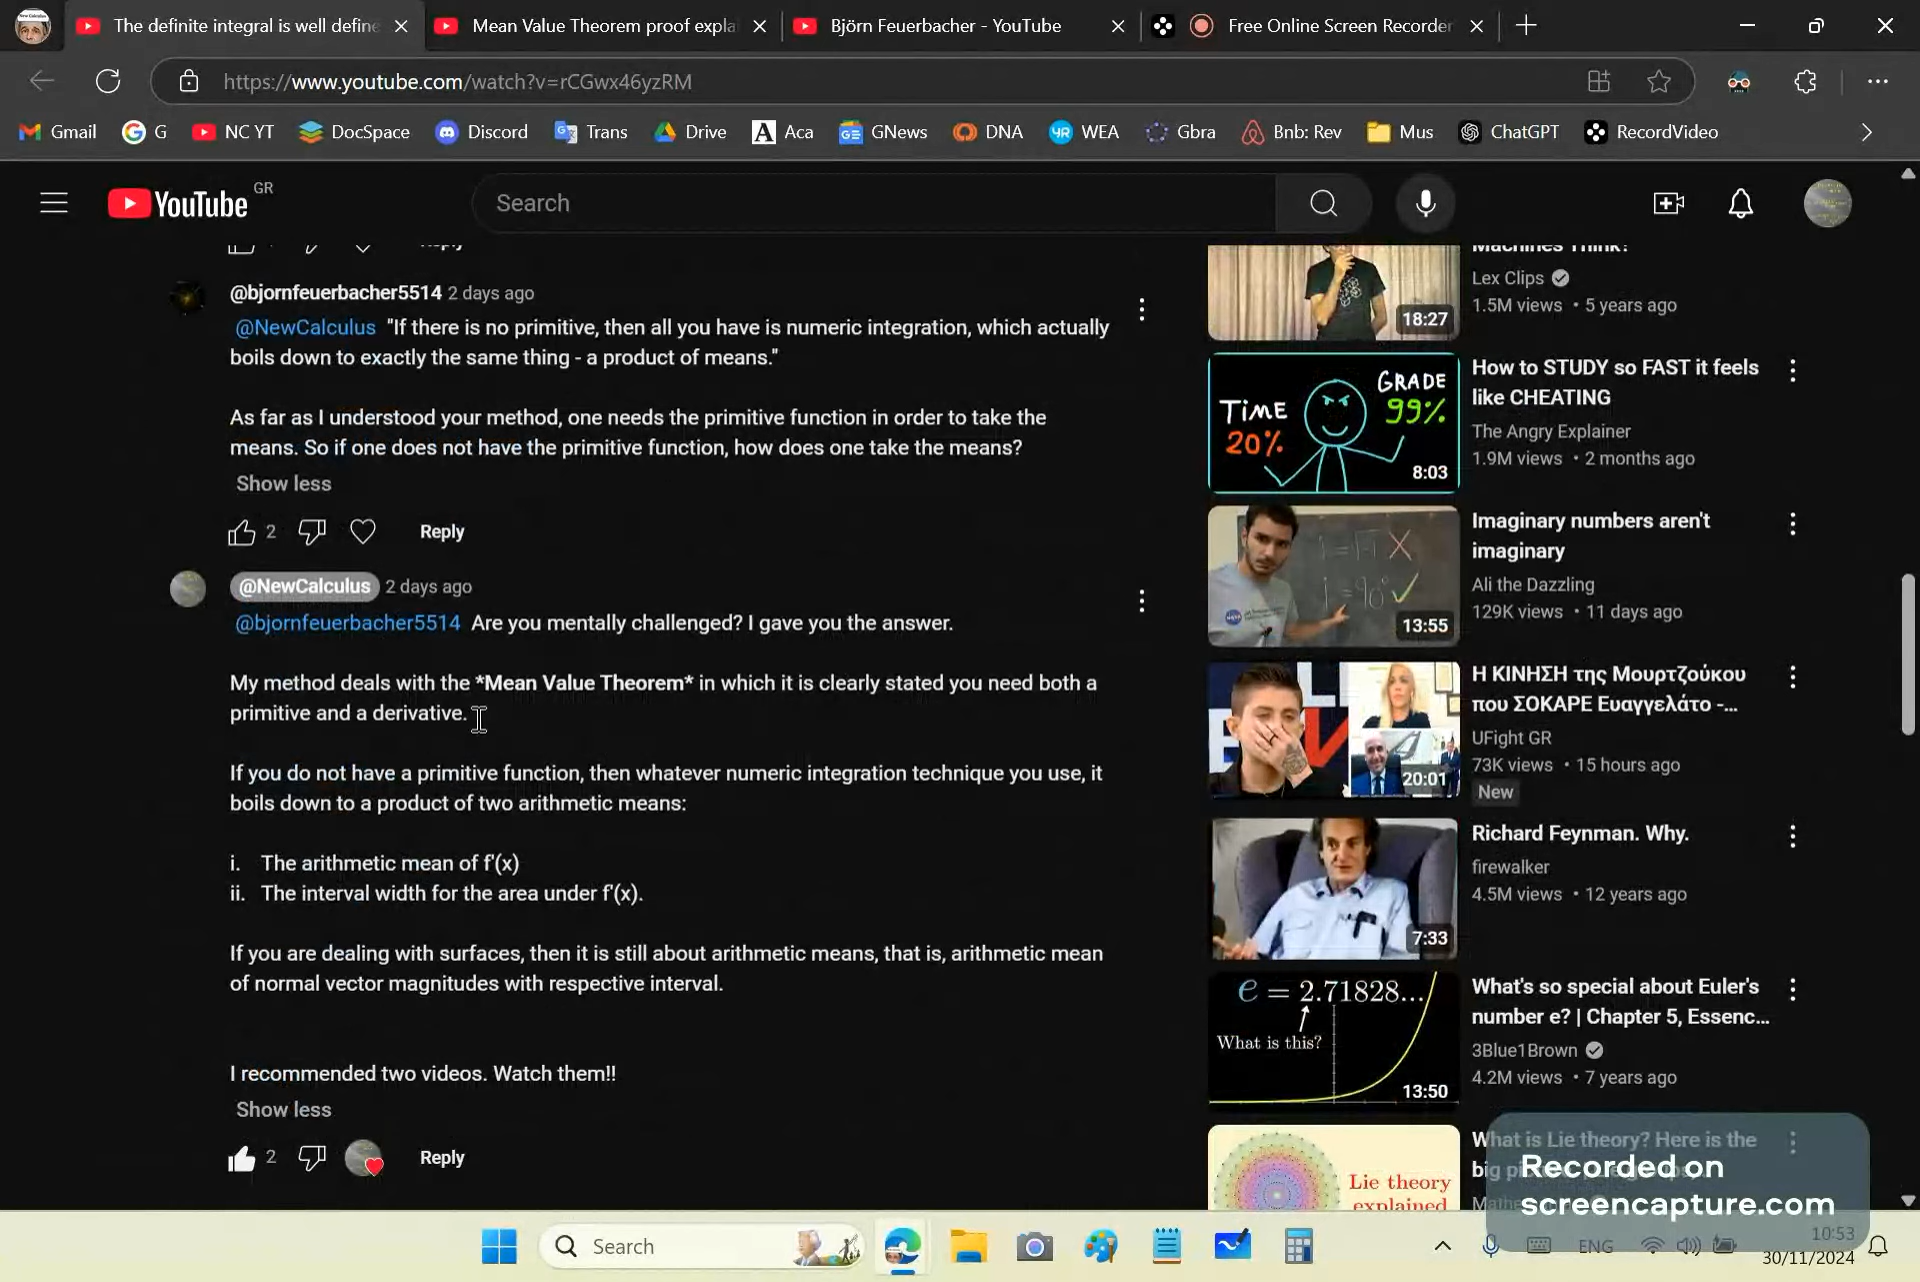 The definite integral is well define
Mean Value Theorem proof expla
Björn Feuerbacher - YouTube
Free Online Screen Recorder
https://www.youtube.com/watch?v=rCGwx46yzRM
Gmail
G
NC YT
DocSpace
Discord
Trans
Drive
Aca
GNews
DNA
WEA
Gbra
Bnb: Rev
Mus
ChatGPT
RecordVideo
YouTube GR
Search
Reply
@bjornfeuerbacher5514 2 days ago
@NewCalculus "If there is no primitive, then all you have is numeric integration, which actually
boils down to exactly the same thing - a product of means."
As far as I understood your method, one needs the primitive function in order to take the
means. So if one does not have the primitive function, how does one take the means?
Show less
2
Reply
@NewCalculus 2 days ago
@bjornfeuerbacher5514 Are you mentally challenged? I gave you the answer.
My method deals with the *Mean Value Theorem* in which it is clearly stated you need both a
primitive and a derivative.
If you do not have a primitive function, then whatever numeric integration technique you use, it
boils down to a product of two arithmetic means:
i. The arithmetic mean of f'(x)
ii. The interval width for the area under f'(x).
If you are dealing with surfaces, then it is still about arithmetic means, that is, arithmetic mean
of normal vector magnitudes with respective interval.
I recommended two videos. Watch them!!
Show less
2
Reply
Machines Think?
Lex Clips
1.5M views • 5 years ago
18:27
TiME
20%
GRADE
99%
8:03
How to STUDY so FAST it feels
like CHEATING
The Angry Explainer
1.9M views • 2 months ago
13:55
Imaginary numbers aren't
imaginary
Ali the Dazzling
129K views • 11 days ago
20:01
Η ΚΙΝΗΣΗ της Μουρτζούκου
που ΣΟΚΑΡΕ Ευαγγελάτο -...
UFight GR
73K views • 15 hours ago
New
7:33
Richard Feynman. Why.
firewalker
4.5M views • 12 years ago
e = 2.71828...
What is this?
13:50
What's so special about Euler's
number e? | Chapter 5, Essenc...
3Blue1Brown
4.2M views • 7 years ago
Lie theory
explained
What is Lie theory? Here is the
Recorded on
screencapture.com
Search
ENG
10:53
30/11/2024